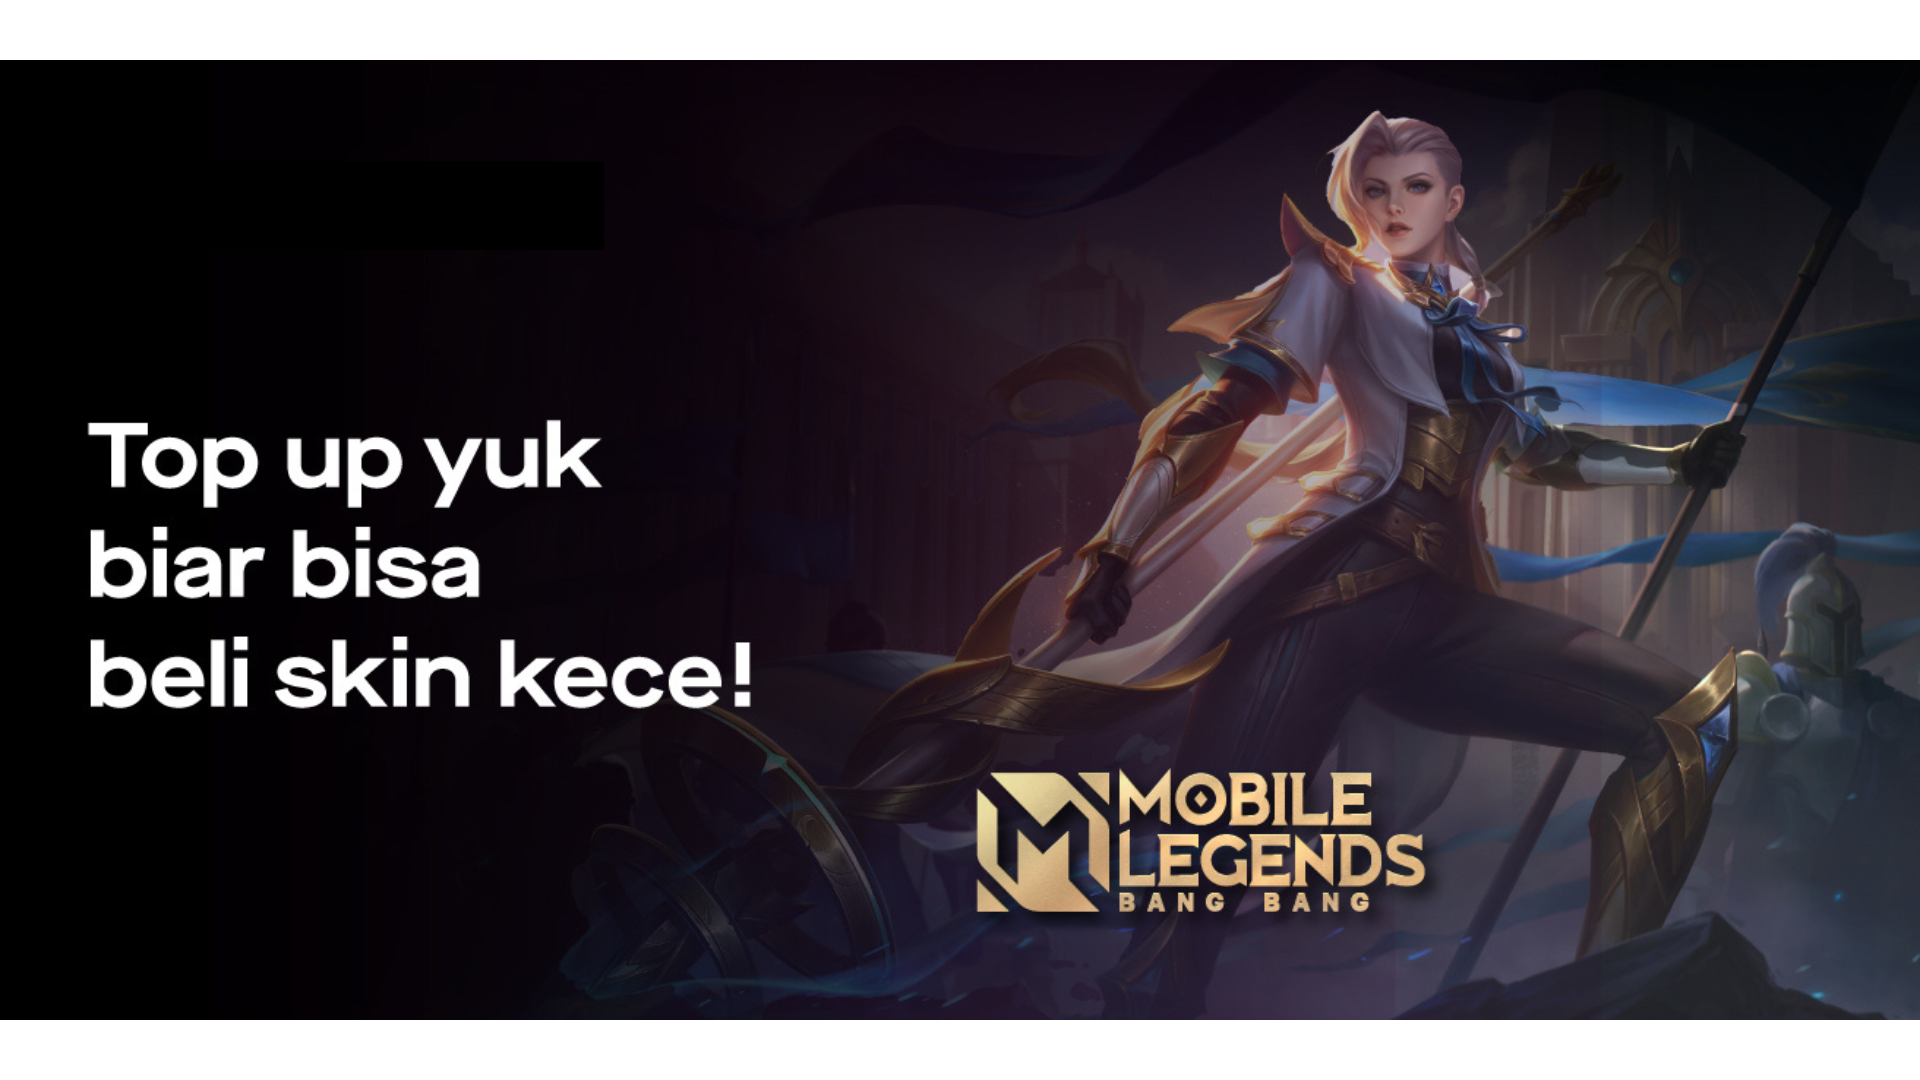 Top up yuk
biar bisa
beli skin kece!
MOBILE
LEGENDS
BANG BANG